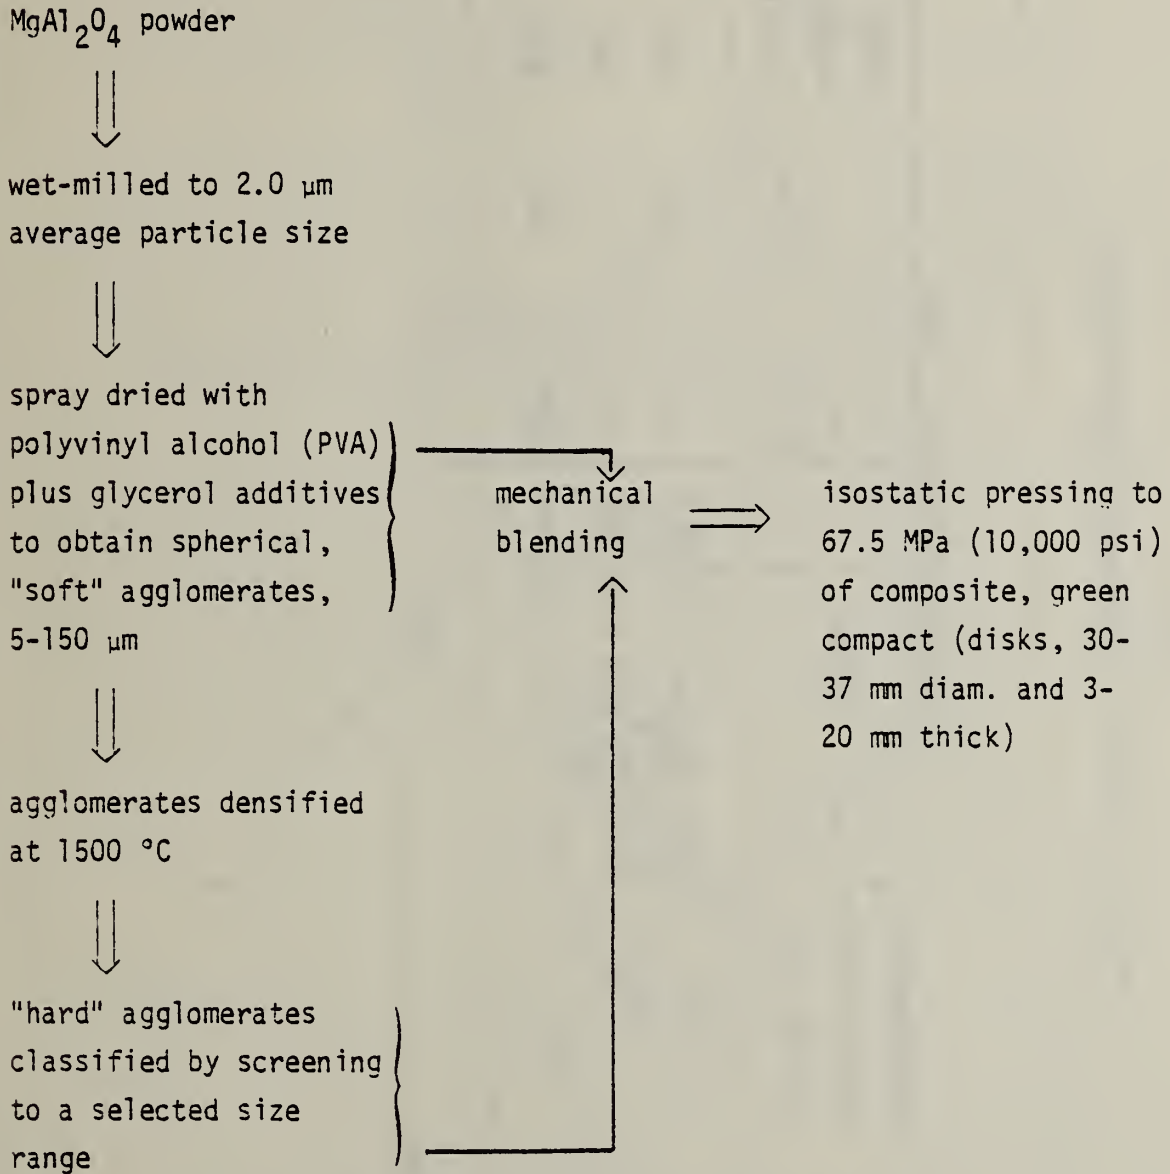 MgAl2O4 powder
wet-milled to 2.0 µm
average particle size
spray dried with
polyvinyl alcohol (PVA)
plus glycerol additives
to obtain spherical,
"soft" agglomerates,
5-150 µm
agglomerates densified
at 1500 °C
"hard" agglomerates
classified by screening
to a selected size
range
mechanical
blending
isostatic pressing to
67.5 MPa (10,000 psi)
of composite, green
compact (disks, 30-
37 mm diam. and 3-
20 mm thick)